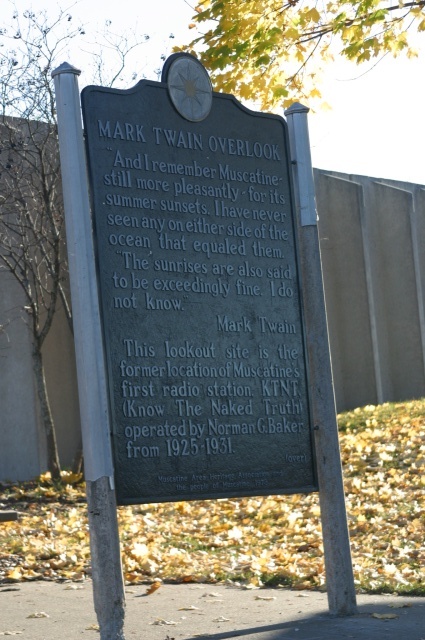 MARK TWAIN OVERLOOK
"And I remember Muscatine-
still more pleasantly-for its
summer sunsets. I have never
seen any on either side of the
ocean that equaled them.
"The sunrises are also said
to be exceedingly fine. I do
not know."
Mark Twain
This lookout site is the
former location of Muscatine's
first radio station, KTNT,
(Know The Naked Truth)
operated by Norman G. Baker
from 1925-1931.
(over)